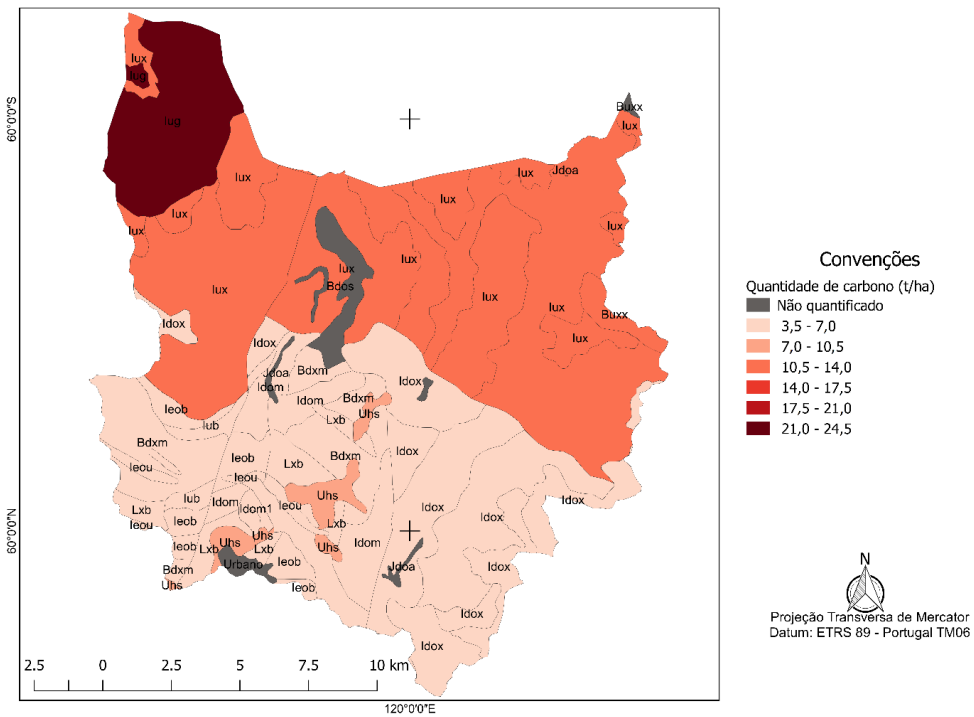 60°0'0"S
60°0'0"N
120°0'0"E
Iux
Iug
Iug
Buxx
Iux
Iux
Iux
Jdoa
Iux
Iux
Iux
Iux
Iux
Iux
Iux
Bdos
Iux
Iux
Iux
Buxx
Iux
Idox
Idox
Jdoa
Bdxm
Idom
Idox
Ieob
Idom
Bdxm
Uhs
Iub
Lxb
Bdxm
Idox
Ieob
Lxb
Bdxm
Ieou
Ieou
Iub
Idom
Idom1
Ieou
Uhs
Idox
Idox
Idox
Lxb
Ieou
Ieob
Lxb
Uhs
Ieob
Lxb
Uhs
Lxb
Uhs
Idom
Urbano
Ieob
Bdxm
Uhs
Ieob
Jdoa
Idox
Idox
Idox
2.5 0 2.5 5 7.5 10 km
Convenções
Quantidade de carbono (t/ha)
Não quantificado
3,5 - 7,0
7,0 - 10,5
10,5 - 14,0
14,0 - 17,5
17,5 - 21,0
21,0 - 24,5
N
Projeção Transversa de Mercator
Datum: ETRS 89 - Portugal TM06